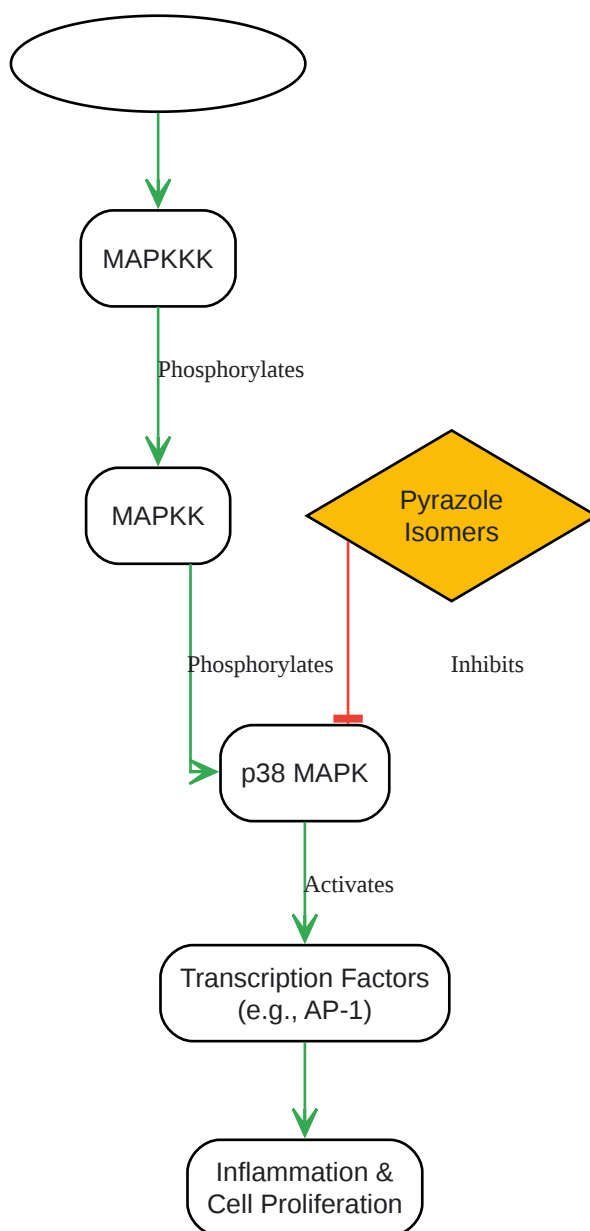 MAPKKK
Phosphorylates
MAPKK
Pyrazole
Isomers
Phosphorylates
Inhibits
p38 MAPK
Activates
Transcription Factors
(e.g., AP-1)
Inflammation &
Cell Proliferation